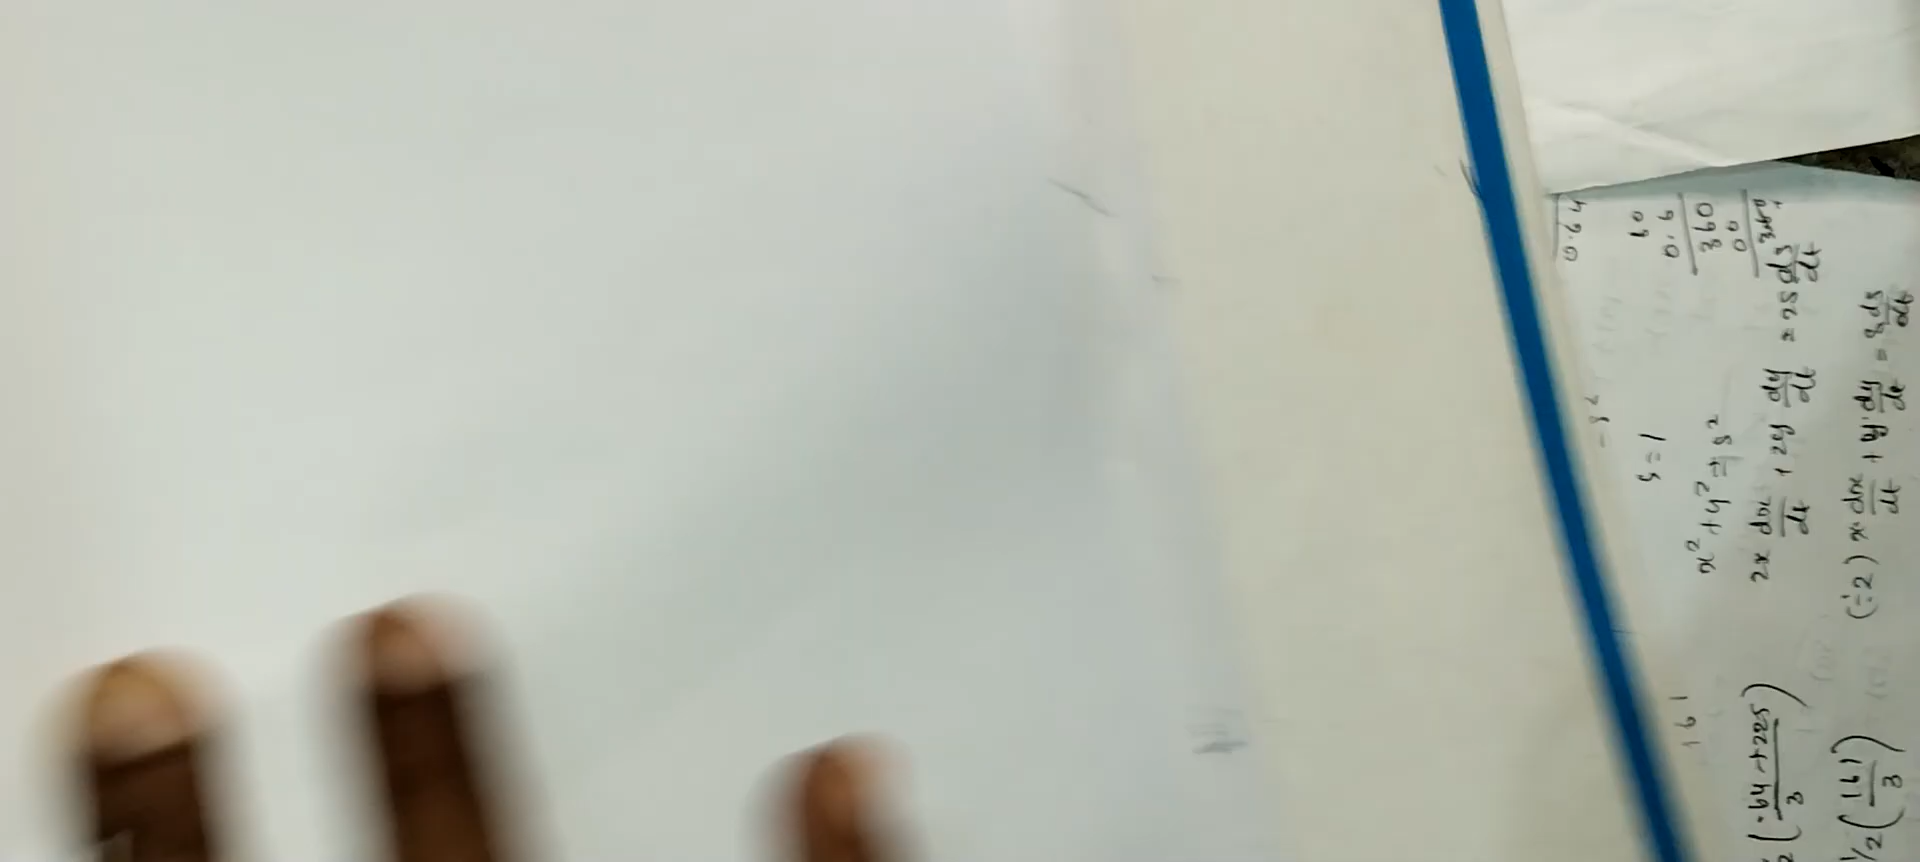 0.64
60
0.6
360
00
s=1
x²+y²=s²
2x dx/dt + 2y dy/dt = 2s ds/dt
(÷2) x·dx/dt + y·dy/dt = s ds/dt
161
(-64+225)/3)
1/2(161/3)